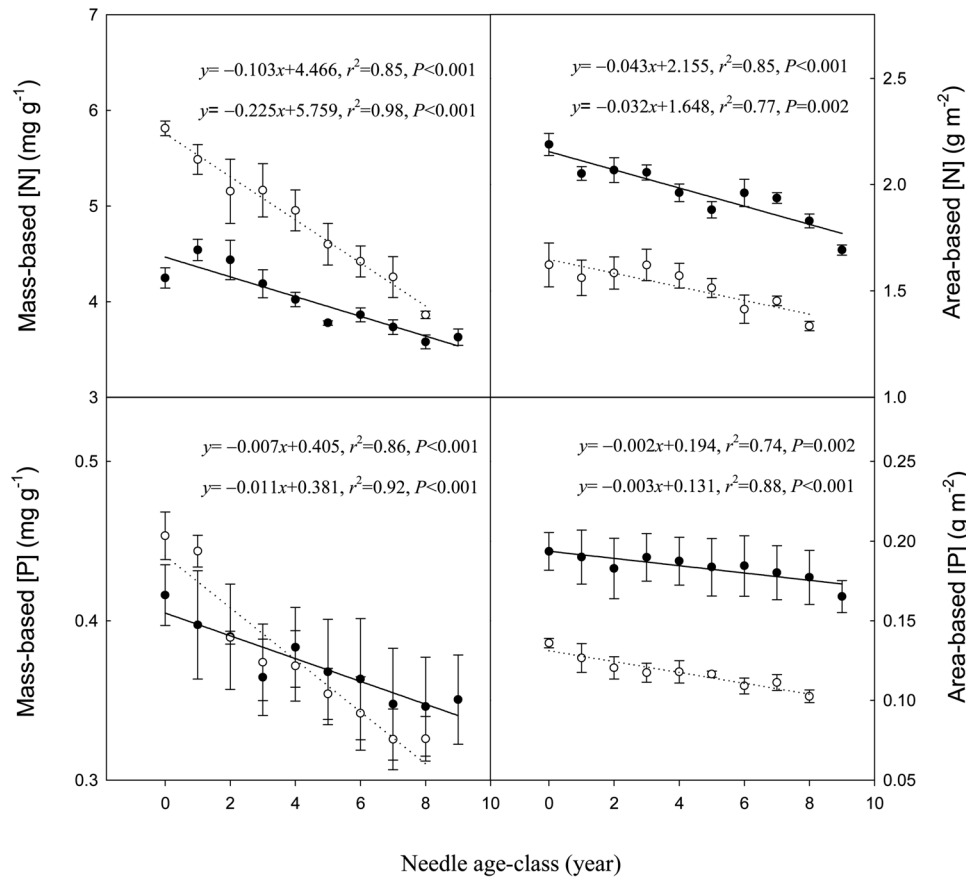 7
6
5
4
3
Mass-based [N] (mg g⁻¹)
y= −0.103x+4.466, r²=0.85, P<0.001
y= −0.225x+5.759, r²=0.98, P<0.001
y= −0.043x+2.155, r²=0.85, P<0.001
y= −0.032x+1.648, r²=0.77, P=0.002
2.5
2.0
1.5
1.0
Area-based [N] (g m⁻²)
0.5
0.4
0.3
Mass-based [P] (mg g⁻¹)
y= −0.007x+0.405, r²=0.86, P<0.001
y= −0.011x+0.381, r²=0.92, P<0.001
y= −0.002x+0.194, r²=0.74, P=0.002
y= −0.003x+0.131, r²=0.88, P<0.001
0.25
0.20
0.15
0.10
0.05
Area-based [P] (g m⁻²)
0 2 4 6 8 10 0 2 4 6 8 10
Needle age-class (year)